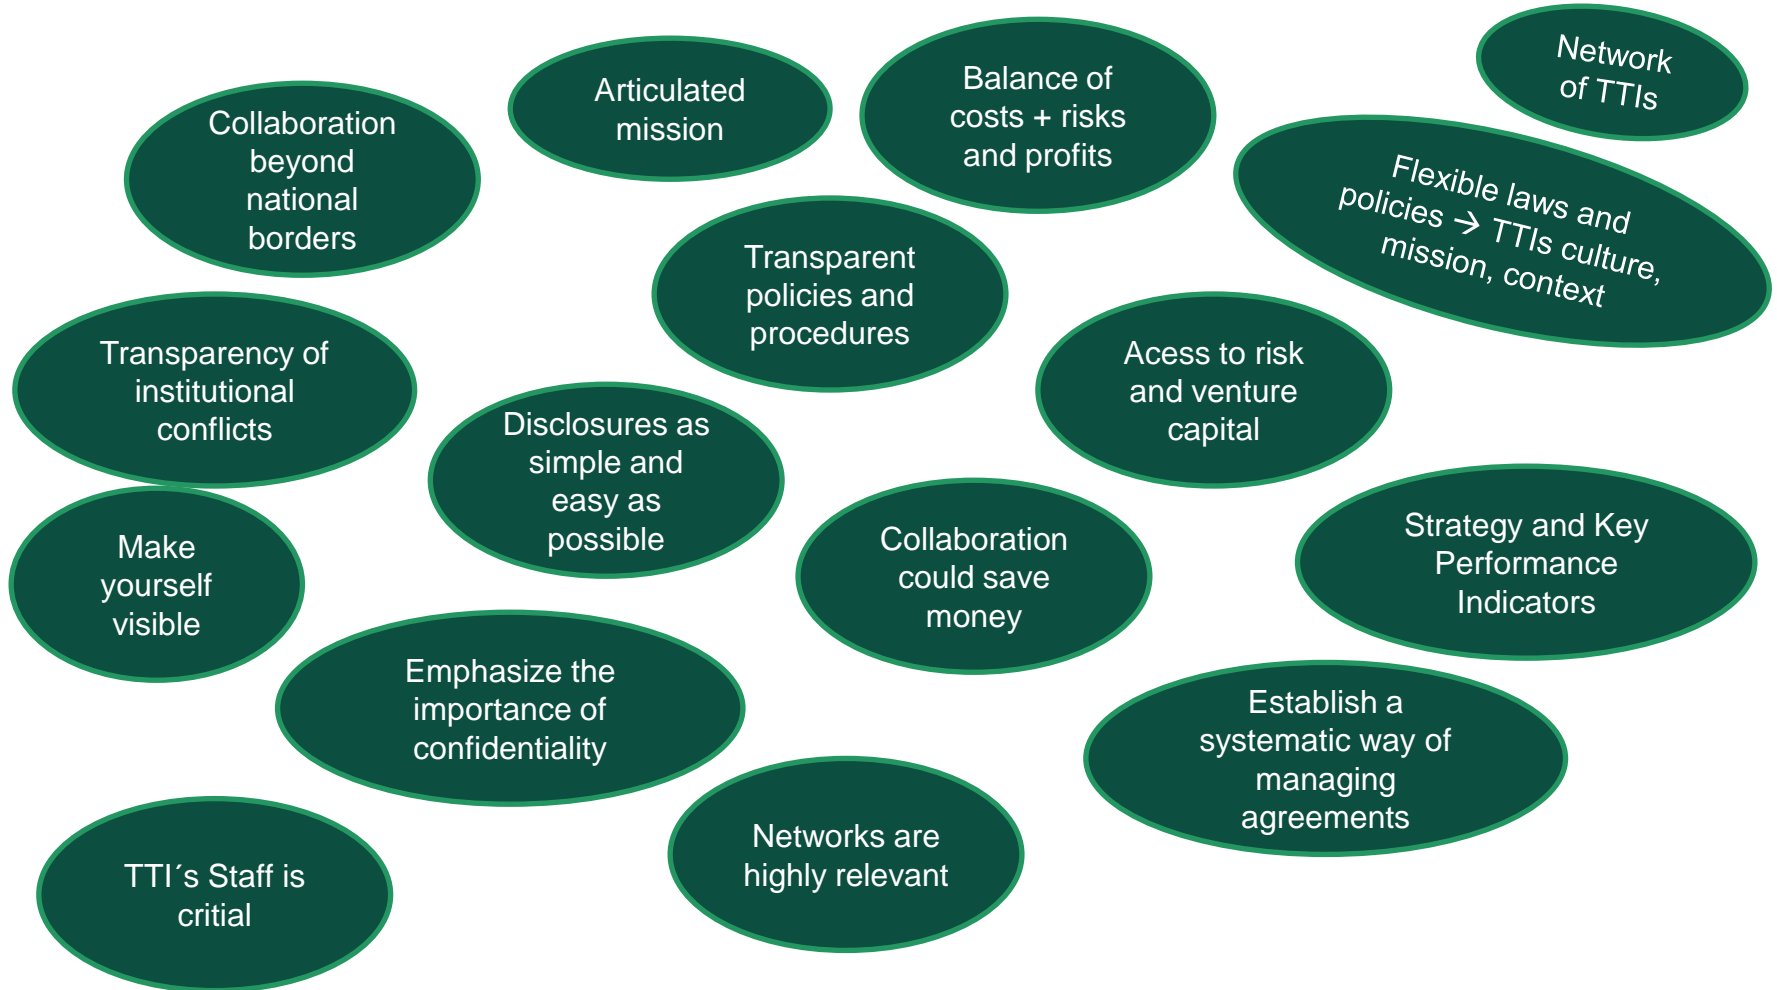 Network
of TTIs
Articulated
mission
Balance of
costs + risks
and profits
Collaboration
beyond
national
borders
Flexible laws and
policies → TTIs culture,
mission, context
Transparent
policies and
procedures
Transparency of
institutional
conflicts
Acess to risk
and venture
capital
Disclosures as
simple and
easy as
possible
Make
yourself
visible
Collaboration
could save
money
Strategy and Key
Performance
Indicators
Emphasize the
importance of
confidentiality
Establish a
systematic way of
managing
agreements
Networks are
highly relevant
TTI´s Staff is
critial